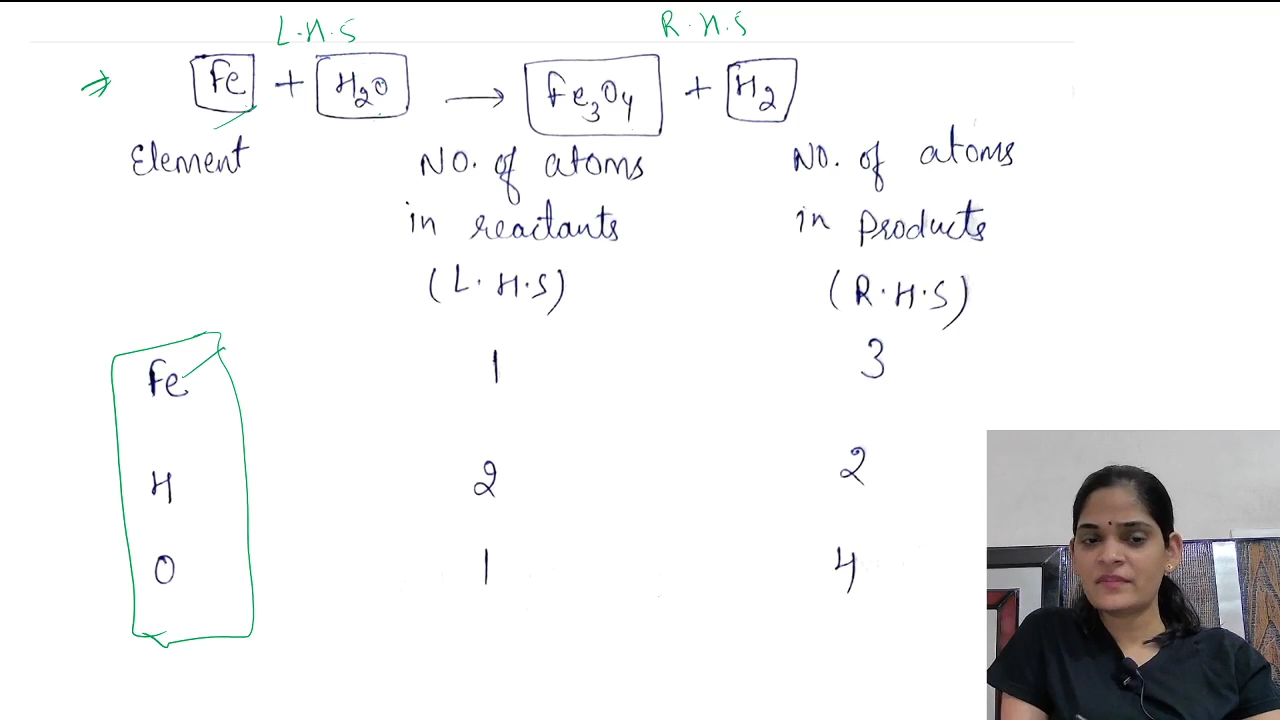 L.H.S R.H.S
⇒ Fe + H2O → Fe3O4 + H2
Element No. of atoms No. of atoms
in reactants in Products
(L.H.S) (R.H.S)
Fe 1 3
H 2 2
O 1 4